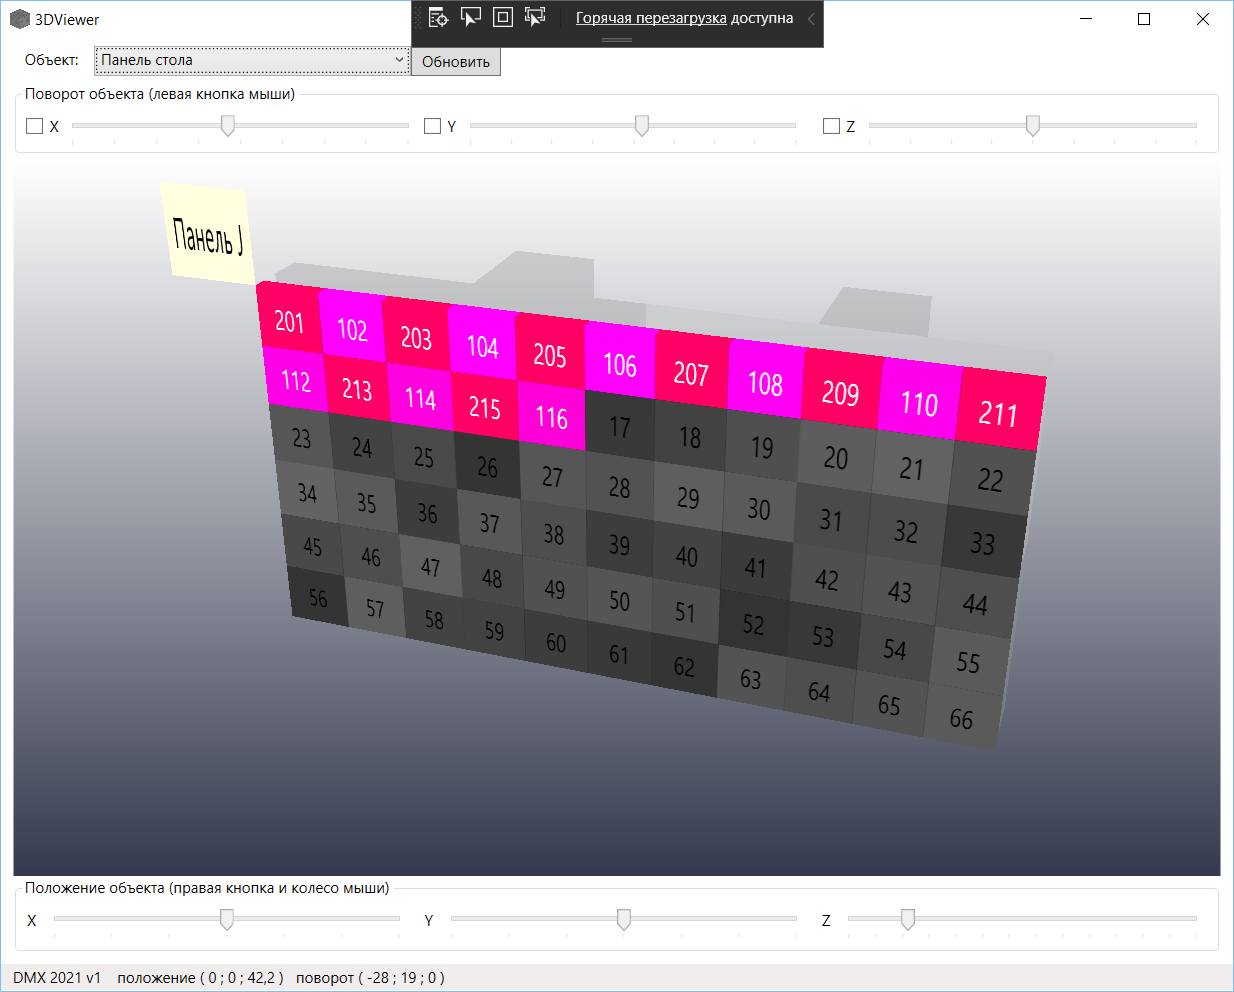 3DViewer
Горячая перезагрузка доступна
Объект: Панель стола Обновить
Поворот объекта (левая кнопка мыши)
X Y Z
Панель J
201 102 203 104 205 106 207 108 209 110 211
112 213 114 215 116 17 18 19 20 21 22
23 24 25 26 27 28 29 30 31 32 33
34 35 36 37 38 39 40 41 42 43 44
45 46 47 48 49 50 51 52 53 54 55
56 57 58 59 60 61 62 63 64 65 66
Положение объекта (правая кнопка и колесо мыши)
X Y Z
DMX 2021 v1 положение ( 0 ; 0 ; 42,2 ) поворот ( -28 ; 19 ; 0 )